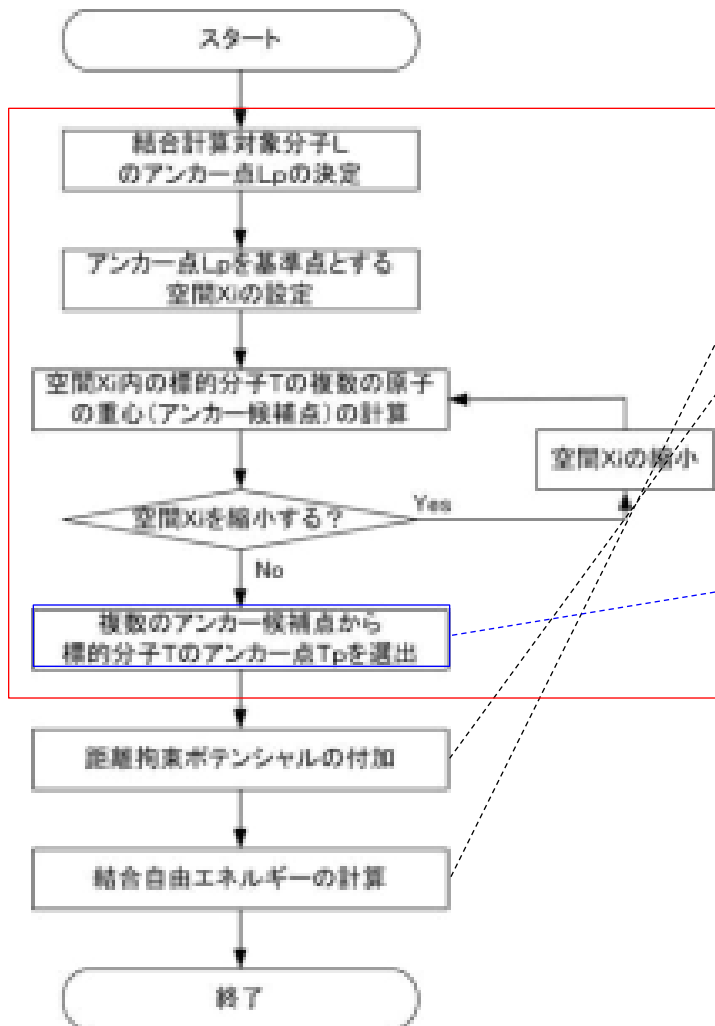 スタート
結合計算対象分子L
のアンカー点Lpの決定
アンカー点Lpを基準点とする
空間Xiの設定
空間Xi内の標的分子Tの複数の原子
の重心(アンカー候補点)の計算
空間Xiの縮小
空間Xiを縮小する?
Yes
No
複数のアンカー候補点から
標的分子Tのアンカー点Tpを選出
距離拘束ポテンシャルの付加
結合自由エネルギーの計算
終了